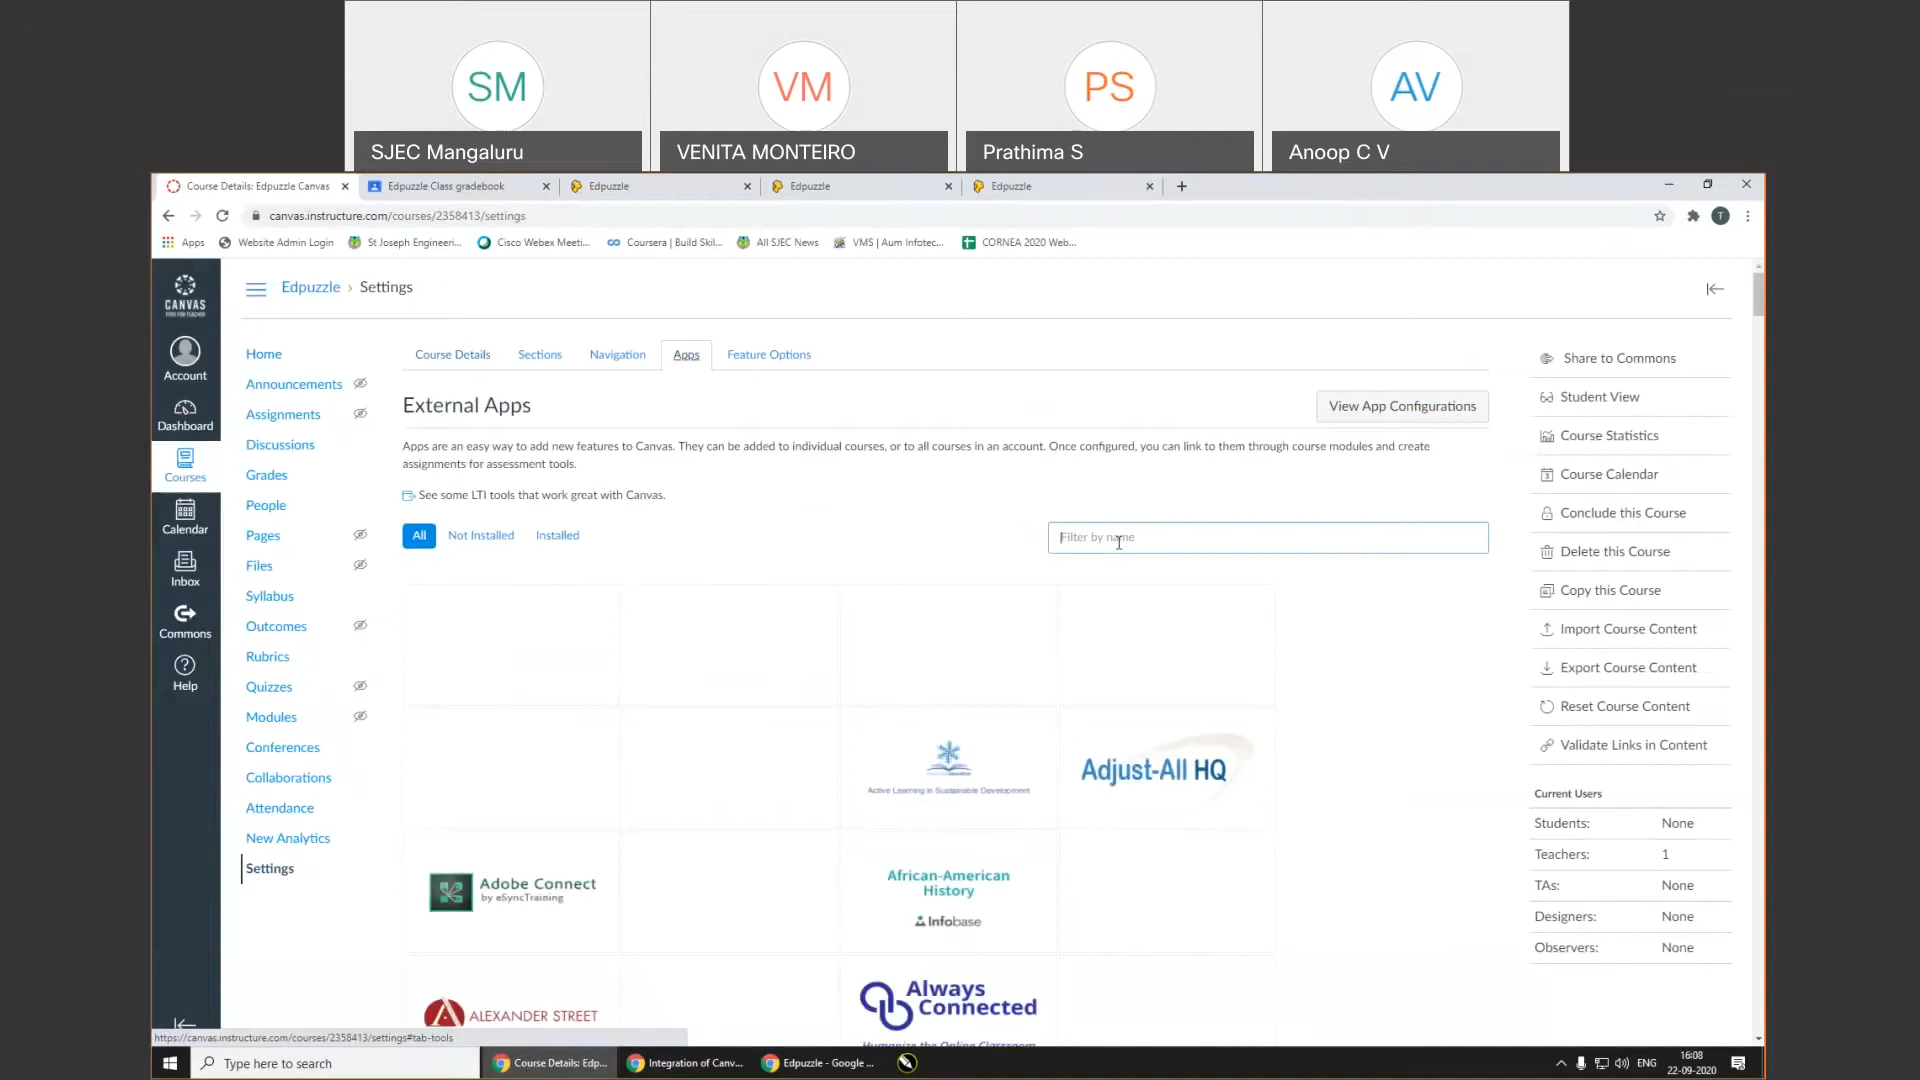 SM
VM
PS
AV
SJEC Mangaluru
VENITA MONTEIRO
Prathima S
Anoop C V
Course Details: Edpuzzle Canvas
Edpuzzle Class gradebook
Edpuzzle
Edpuzzle
Edpuzzle
canvas.instructure.com/courses/2358413/settings
T
Apps
Website Admin Login
St Joseph Engineeri...
Cisco Webex Meeti...
Coursera | Build Skil...
All SJEC News
VMS | Aum Infotec...
CORNEA 2020 Web...
CANVAS
FREE FOR TEACHER
Account
Dashboard
Courses
Calendar
Inbox
Commons
Help
Edpuzzle › Settings
Home
Announcements
Assignments
Discussions
Grades
People
Pages
Files
Syllabus
Outcomes
Rubrics
Quizzes
Modules
Conferences
Collaborations
Attendance
New Analytics
Settings
Course Details
Sections
Navigation
Apps
Feature Options
External Apps
View App Configurations
Apps are an easy way to add new features to Canvas. They can be added to individual courses, or to all courses in an account. Once configured, you can link to them through course modules and create
assignments for assessment tools.
See some LTI tools that work great with Canvas.
All
Not Installed
Installed
Filter by name
Active Learning in Sustainable Development
Adjust-All HQ
Adobe Connect
by eSyncTraining
African-American
History
Infobase
ALEXANDER STREET
Always
Connected
Humanize the Online Classroom
Share to Commons
Student View
Course Statistics
Course Calendar
Conclude this Course
Delete this Course
Copy this Course
Import Course Content
Export Course Content
Reset Course Content
Validate Links in Content
Current Users
Students: None
Teachers: 1
TAs: None
Designers: None
Observers: None
https://canvas.instructure.com/courses/2358413/settings#tab-tools
Type here to search
Course Details: Edp...
Integration of Canv...
Edpuzzle - Google ...
ENG
16:08
22-09-2020